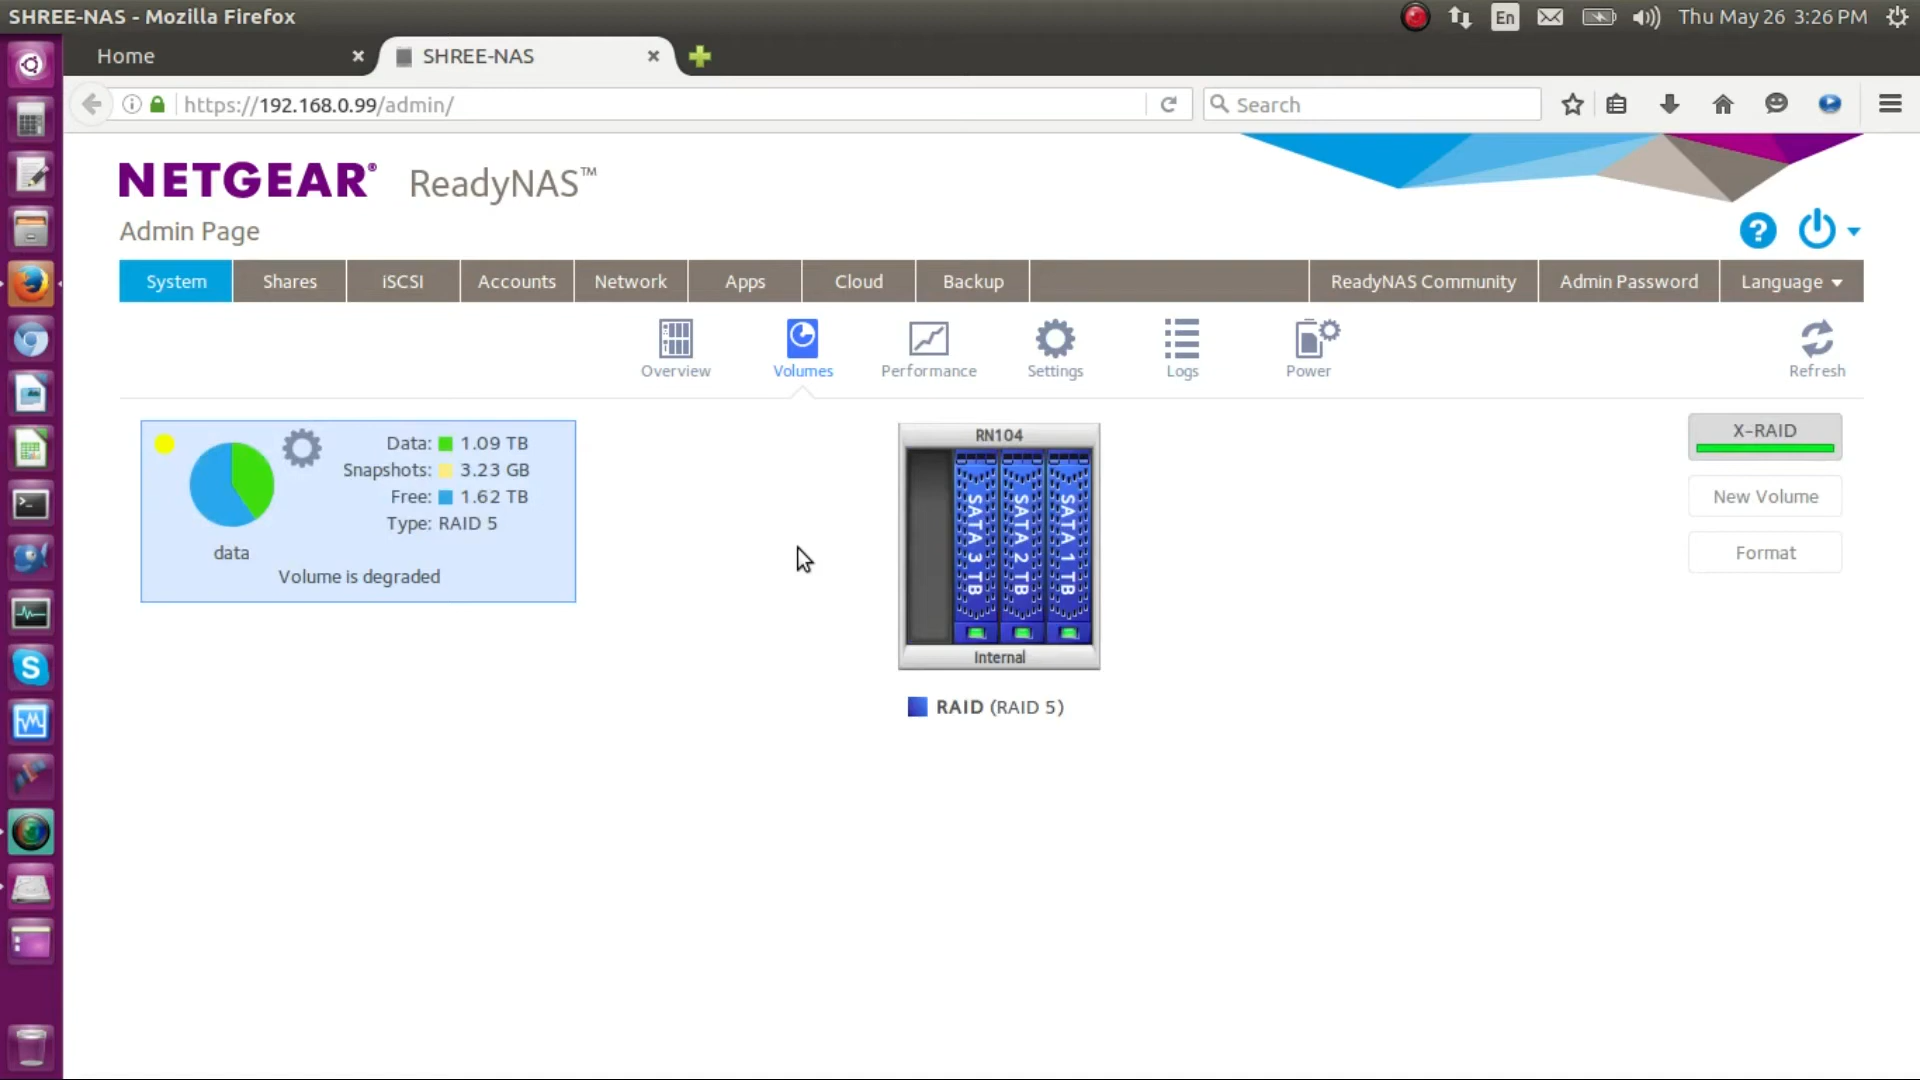 SHREE-NAS - Mozilla Firefox
En
Thu May 26 3:26 PM
Home
SHREE-NAS
https://192.168.0.99/admin/
Search
NETGEAR® ReadyNAS™
Admin Page
?
System
Shares
iSCSI
Accounts
Network
Apps
Cloud
Backup
ReadyNAS Community
Admin Password
Language
Overview
Volumes
Performance
Settings
Logs
Power
Refresh
Data: 1.09 TB
Snapshots: 3.23 GB
Free: 1.62 TB
Type: RAID 5
data
Volume is degraded
RN104
SATA 3 TB
SATA 2 TB
SATA 1 TB
Internal
RAID (RAID 5)
X-RAID
New Volume
Format
S